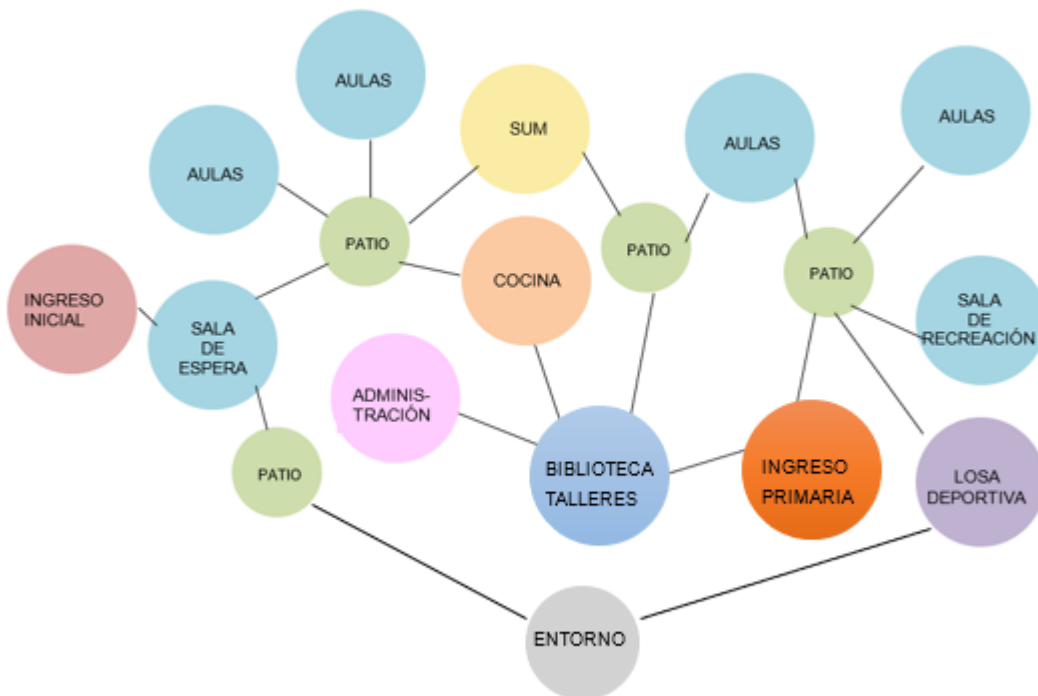 AULAS
AULAS
SUM
AULAS
AULAS
PATIO
PATIO
PATIO
COCINA
INGRESO
INICIAL
SALA
DE
ESPERA
SALA
DE
RECREACIÓN
ADMINIS-
TRACIÓN
PATIO
BIBLIOTECA
TALLERES
INGRESO
PRIMARIA
LOSA
DEPORTIVA
ENTORNO